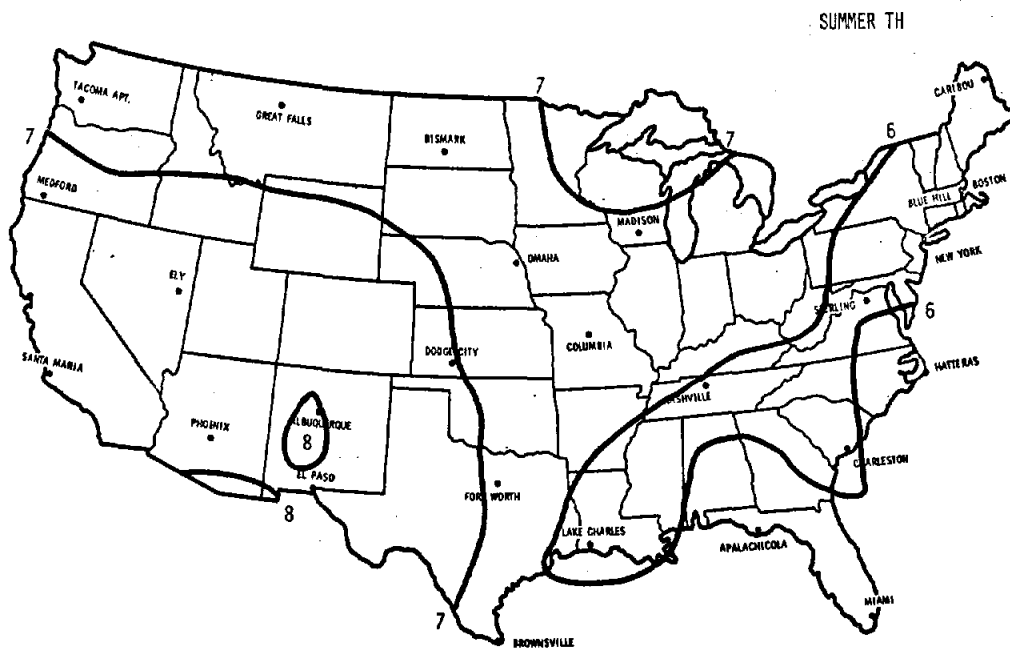 SUMMER TH
7
6
CARIBOU
TACOMA APT.
GREAT FALLS
7
7
BISMARK
MEDFORD
BLUE HILL
BOSTON
MADISON
NEW YORK
OMAHA
ELY
STERLING
6
COLUMBIA
DODGE CITY
SANTA MARIA
HATTERAS
NASHVILLE
PHOENIX
ALBUQUERQUE
8
CHARLESTON
EL PASO
FORT WORTH
8
LAKE CHARLES
APALACHICOLA
MIAMI
7
BROWNSVILLE